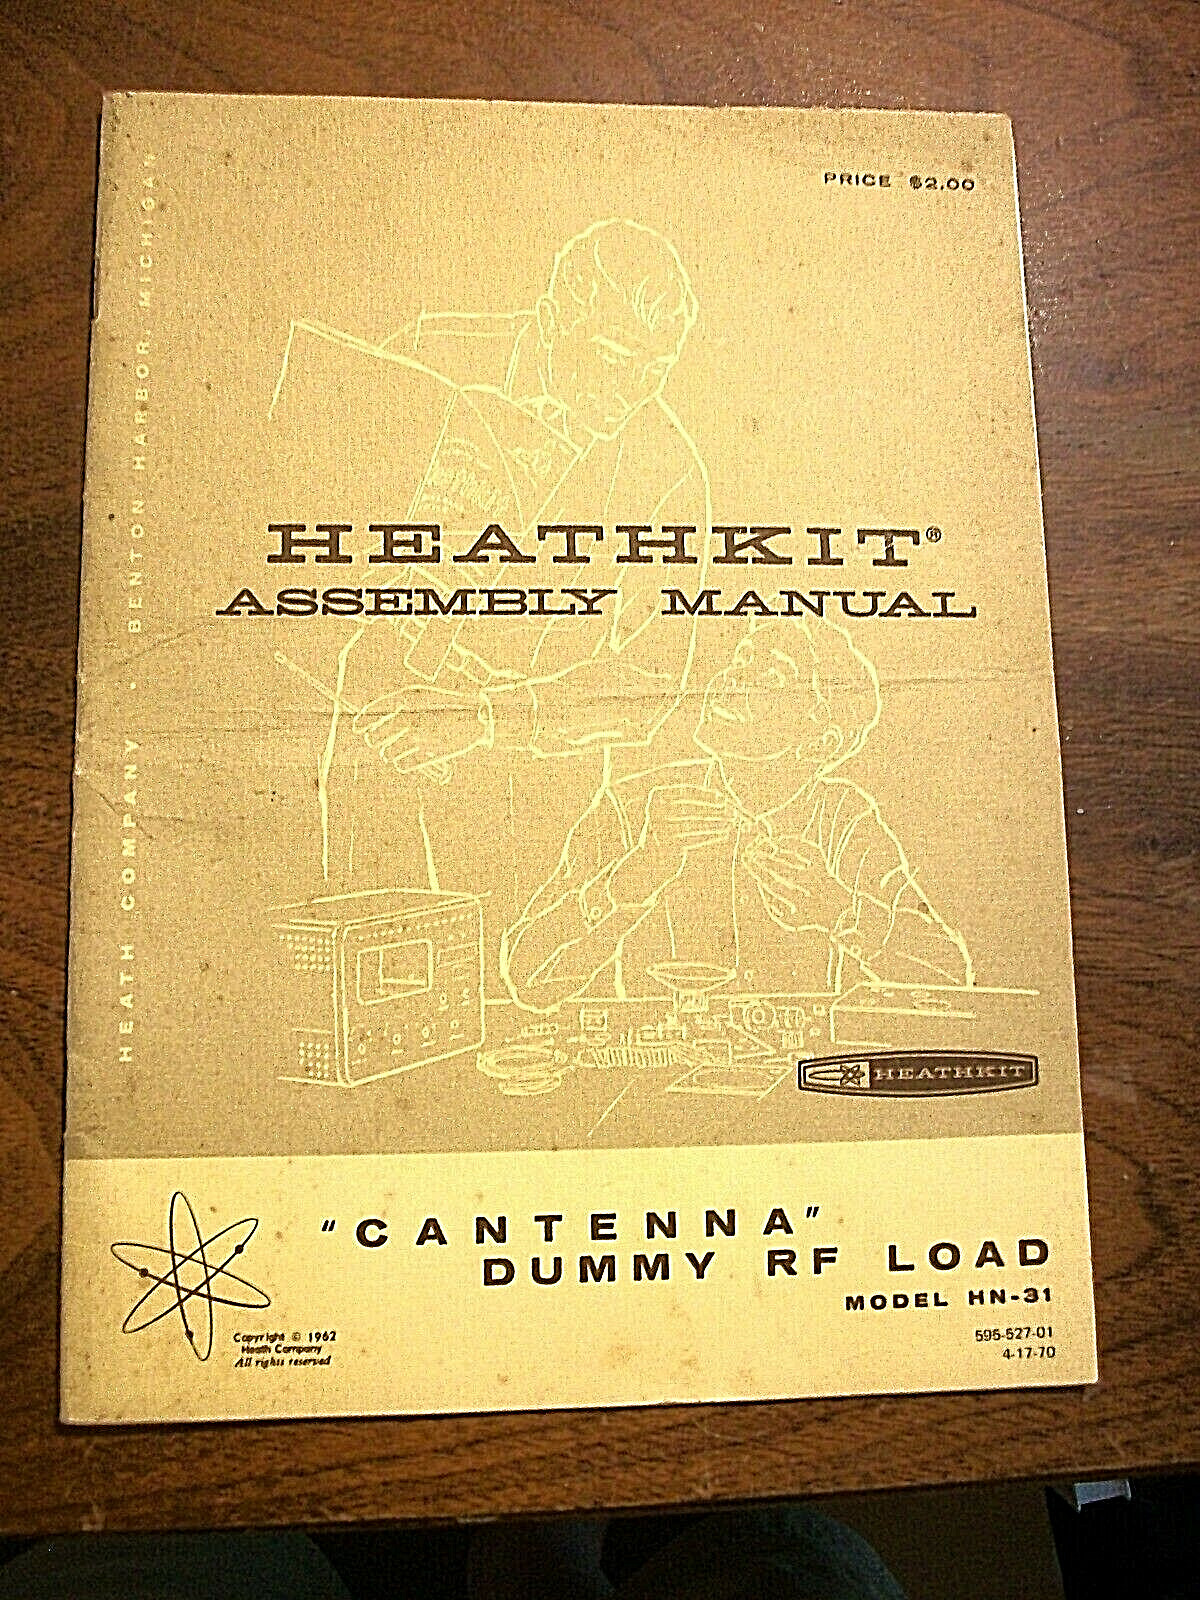 PRICE $2.00
HEATH COMPANY • BENTON HARBOR, MICHIGAN
HEATHKIT®
ASSEMBLY MANUAL
HEATHKIT
"CANTENNA"
DUMMY RF LOAD
MODEL HN-31
595-527-01
4-17-70
Copyright © 1962
Heath Company
All rights reserved